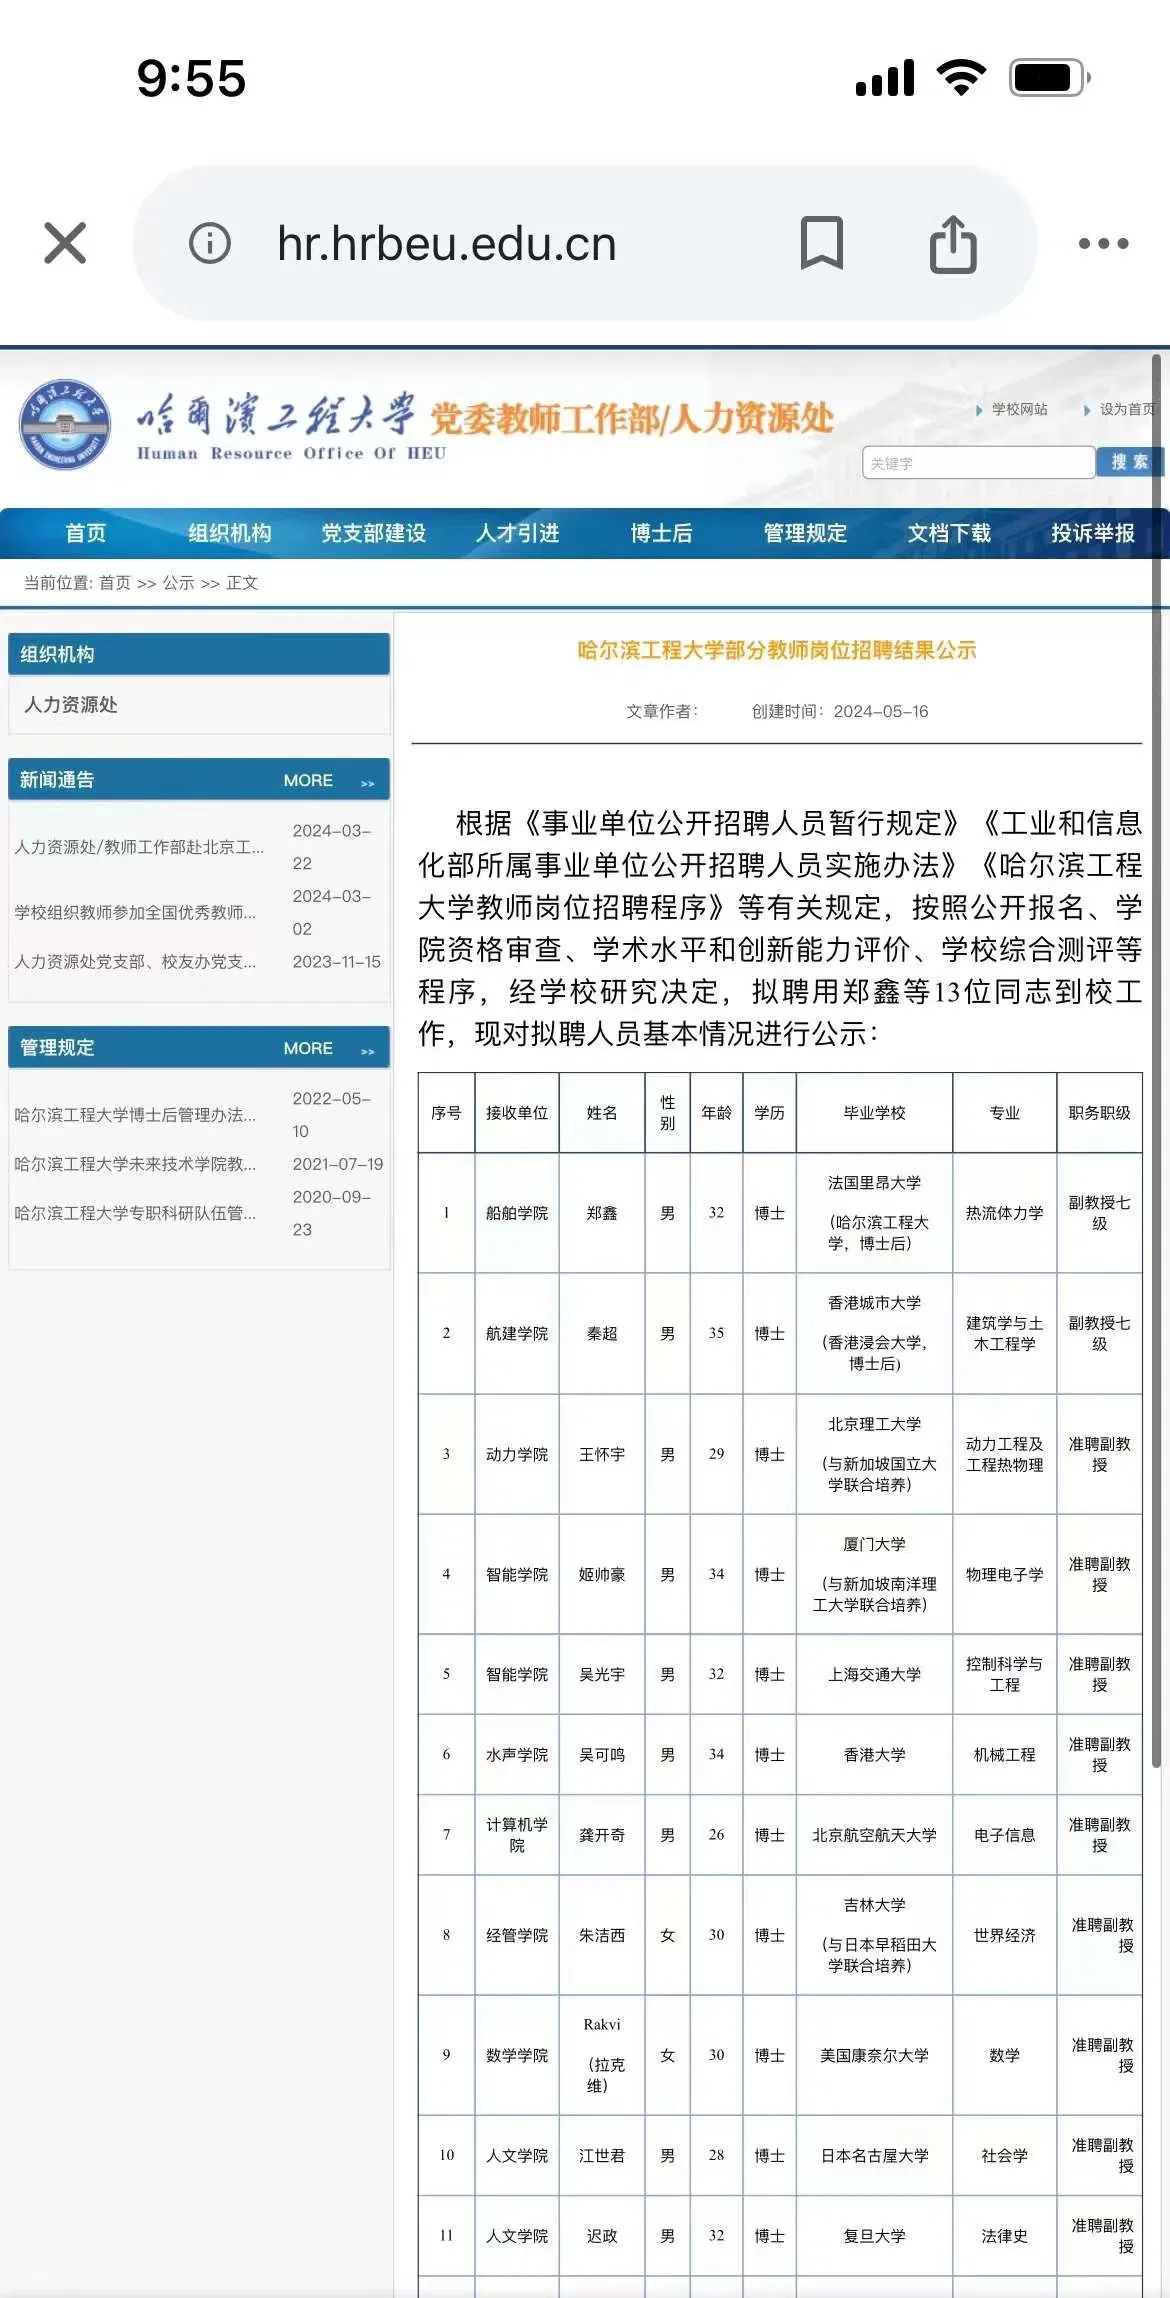 9:55
hr.hrbeu.edu.cn
哈尔滨工程大学 党委教师工作部/人力资源处
Human Resource Office Of HEU
学校网站 设为首页
关键字 搜 索
首页 组织机构 党支部建设 人才引进 博士后 管理规定 文档下载 投诉举报
当前位置: 首页 >> 公示 >> 正文
组织机构
人力资源处
新闻通告 MORE >>
人力资源处/教师工作部赴北京工... 2024-03-
22
学校组织教师参加全国优秀教师... 2024-03-
02
人力资源处党支部、校友办党支... 2023-11-15
管理规定 MORE >>
哈尔滨工程大学博士后管理办法... 2022-05-
10
哈尔滨工程大学未来技术学院教... 2021-07-19
哈尔滨工程大学专职科研队伍管... 2020-09-
23
哈尔滨工程大学部分教师岗位招聘结果公示
文章作者： 创建时间：2024-05-16
根据《事业单位公开招聘人员暂行规定》《工业和信息
化部所属事业单位公开招聘人员实施办法》《哈尔滨工程
大学教师岗位招聘程序》等有关规定，按照公开报名、学
院资格审查、学术水平和创新能力评价、学校综合测评等
程序，经学校研究决定，拟聘用郑鑫等13位同志到校工
作，现对拟聘人员基本情况进行公示：
序号 接收单位 姓名 性别 年龄 学历 毕业学校 专业 职务职级
1 船舶学院 郑鑫 男 32 博士 法国里昂大学（哈尔滨工程大学，博士后） 热流体力学 副教授七级
2 航建学院 秦超 男 35 博士 香港城市大学（香港浸会大学，博士后) 建筑学与土木工程学 副教授七级
3 动力学院 王怀宇 男 29 博士 北京理工大学（与新加坡国立大学联合培养） 动力工程及工程热物理 准聘副教授
4 智能学院 姬帅豪 男 34 博士 厦门大学（与新加坡南洋理工大学联合培养） 物理电子学 准聘副教授
5 智能学院 吴光宇 男 32 博士 上海交通大学 控制科学与工程 准聘副教授
6 水声学院 吴可鸣 男 34 博士 香港大学 机械工程 准聘副教授
7 计算机学院 龚开奇 男 26 博士 北京航空航天大学 电子信息 准聘副教授
8 经管学院 朱洁西 女 30 博士 吉林大学（与日本早稻田大学联合培养） 世界经济 准聘副教授
9 数学学院 Rakvi（拉克维） 女 30 博士 美国康奈尔大学 数学 准聘副教授
10 人文学院 江世君 男 28 博士 日本名古屋大学 社会学 准聘副教授
11 人文学院 迟政 男 32 博士 复旦大学 法律史 准聘副教授